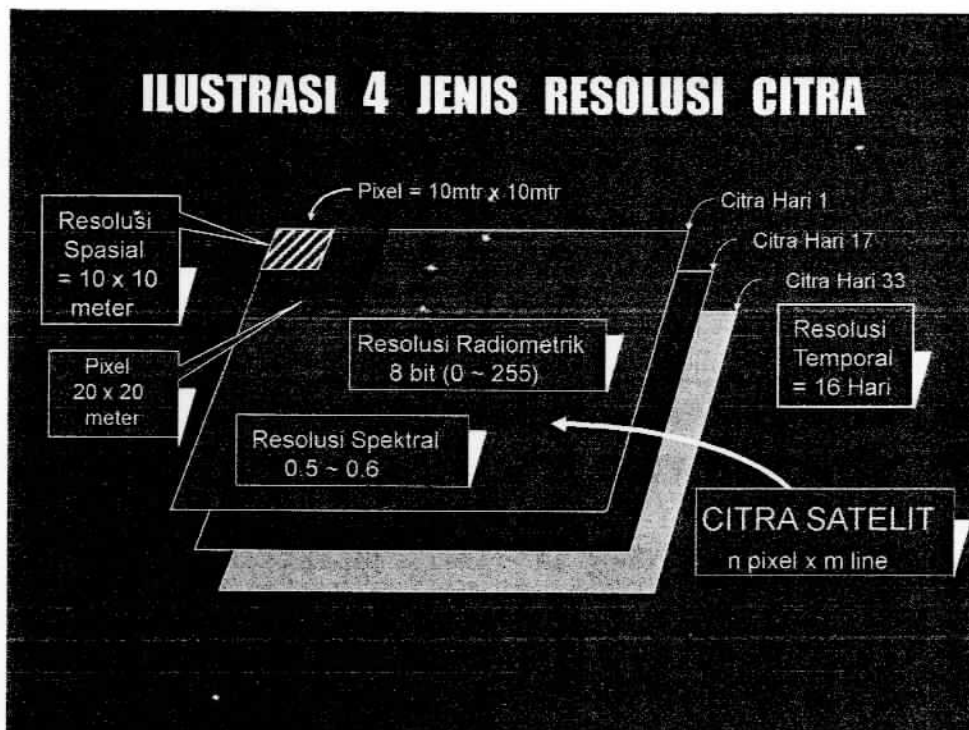 ILUSTRASI 4 JENIS RESOLUSI CITRA
Pixel = 10mtr x 10mtr
Resolusi
Spasial
= 10 x 10
meter
Citra Hari 1
Citra Hari 17
Citra Hari 33
Resolusi
Temporal
= 16 Hari
Pixel
20 x 20
meter
Resolusi Radiometrik
8 bit (0 ~ 255)
Resolusi Spektral
0.5 ~ 0.6
CITRA SATELIT
n pixel x m line